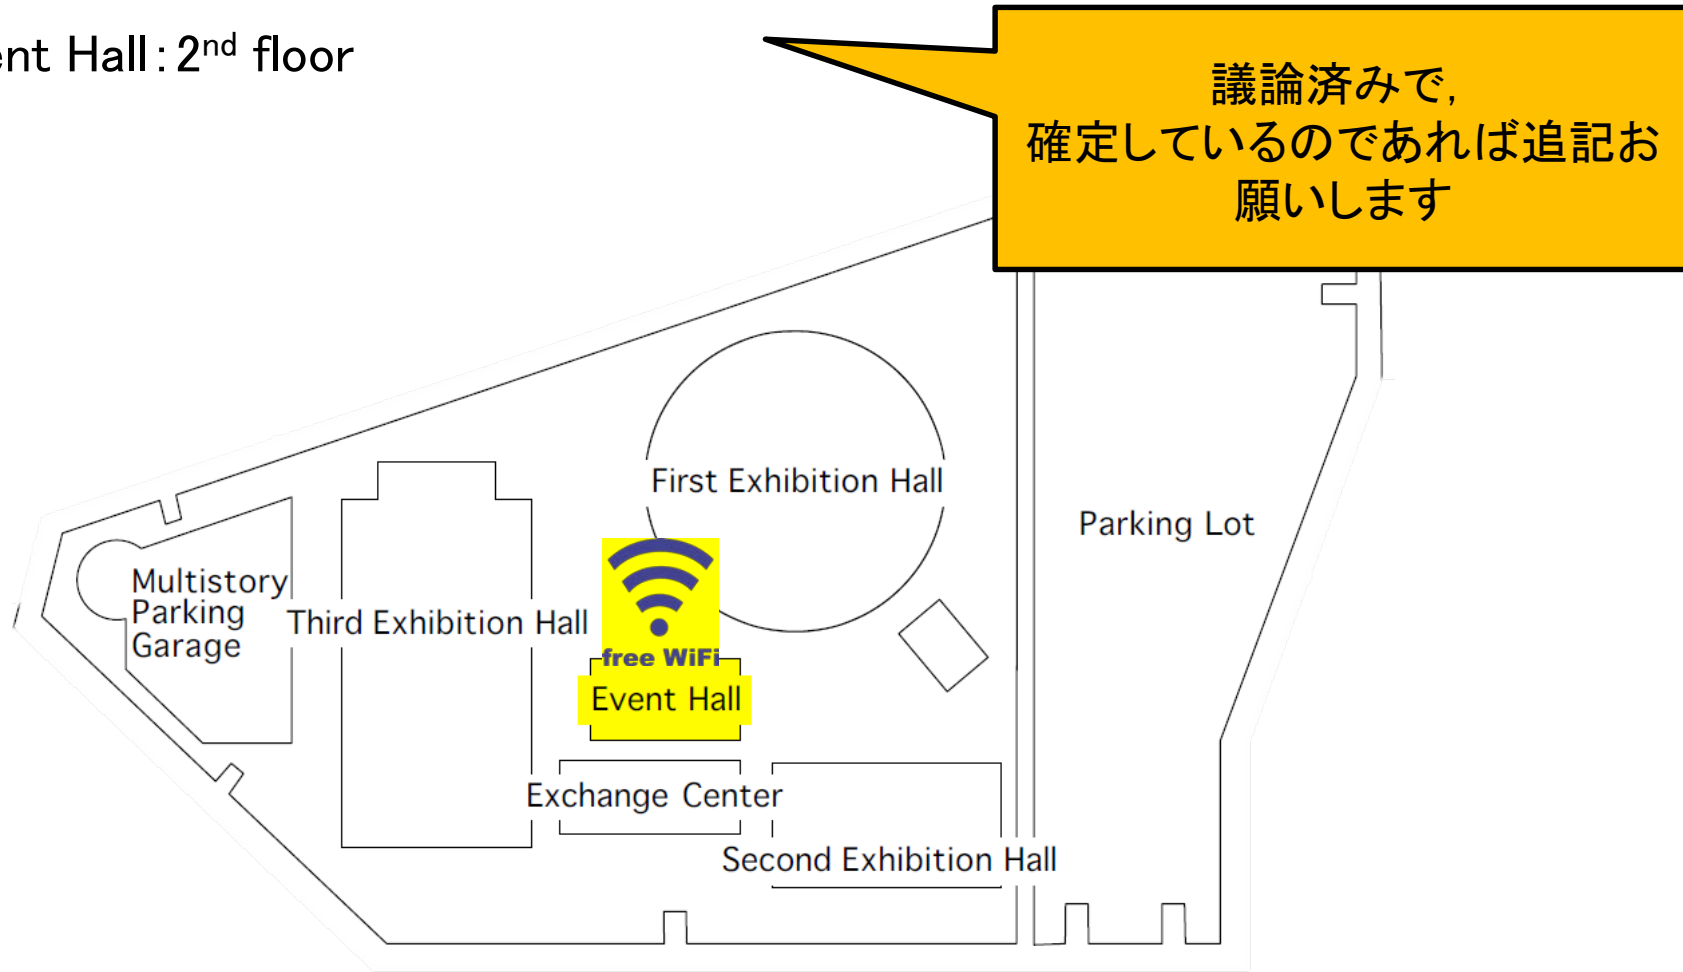 ent Hall：2nd floor
議論済みで，
確定しているのであれば追記お
願いします
First Exhibition Hall
Parking Lot
Multistory
Parking
Garage
Third Exhibition Hall
free WiFi
Event Hall
Exchange Center
Second Exhibition Hall